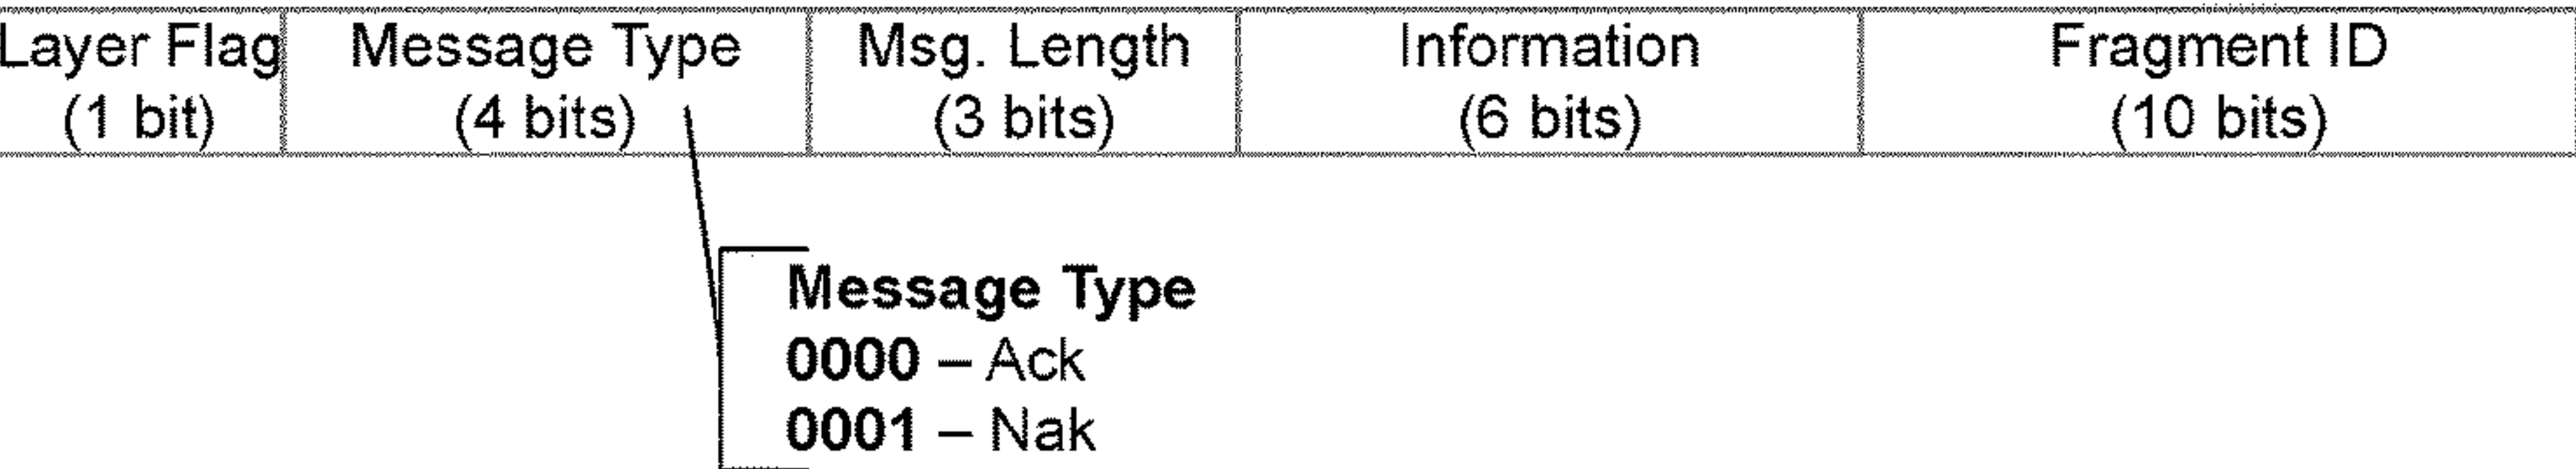 Layer Flag Message Type Msg. Length Information Fragment ID
(1 bit) (4 bits) (3 bits) (6 bits) (10 bits)
Message Type
0000 – Ack
0001 – Nak